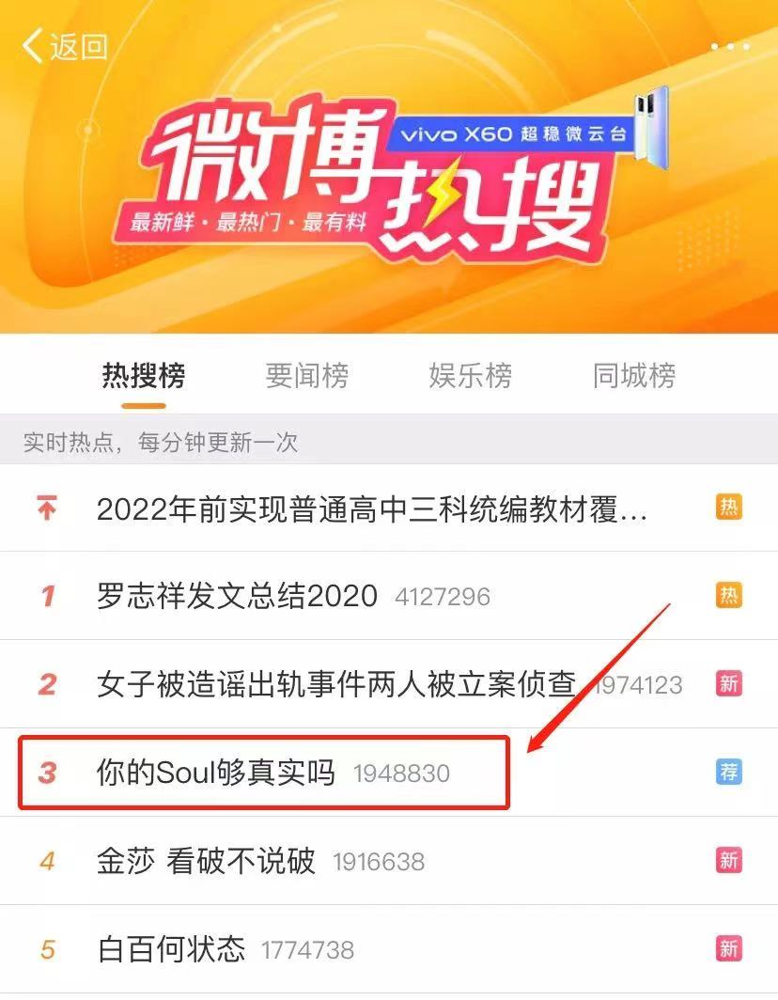 返回
vivo X60 超稳微云台
微博热搜
最新鲜·最热门·最有料
热搜榜 要闻榜 娱乐榜 同城榜
实时热点，每分钟更新一次
2022年前实现普通高中三科统编教材覆... 热
1 罗志祥发文总结2020 4127296 热
2 女子被造谣出轨事件两人被立案侦查 1974123 新
3 你的Soul够真实吗 1948830 荐
4 金莎 看破不说破 1916638 新
5 白百何状态 1774738 新